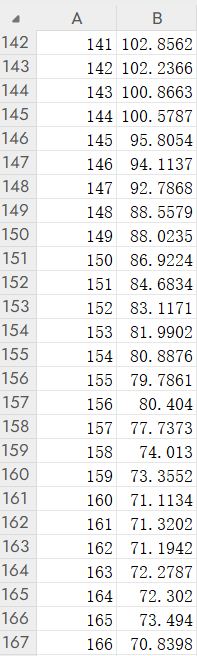 A B
142 141 102.8562
143 142 102.2366
144 143 100.8663
145 144 100.5787
146 145 95.8054
147 146 94.1137
148 147 92.7868
149 148 88.5579
150 149 88.0235
151 150 86.9224
152 151 84.6834
153 152 83.1171
154 153 81.9902
155 154 80.8876
156 155 79.7861
157 156 80.404
158 157 77.7373
159 158 74.013
160 159 73.3552
161 160 71.1134
162 161 71.3202
163 162 71.1942
164 163 72.2787
165 164 72.302
166 165 73.494
167 166 70.8398